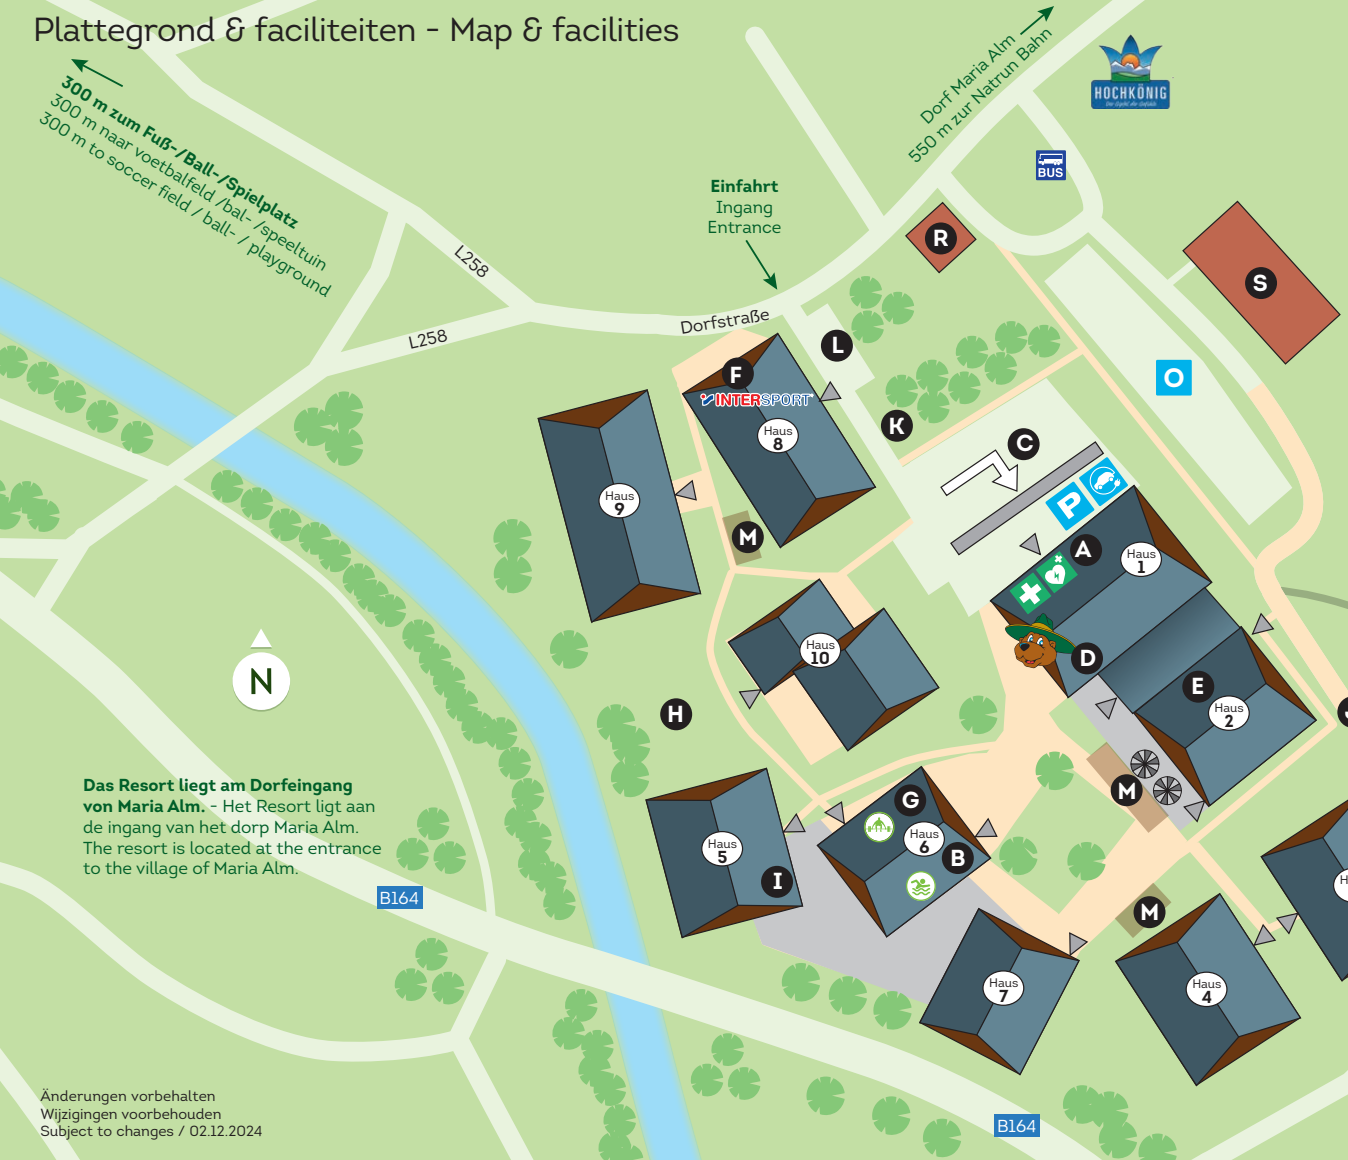 Plattegrond & faciliteiten - Map & facilities
300 m zum Fuß-/Ball-/Spielplatz
300 m naar voetbalfeld /bal- /speeltuin
300 m to soccer field / ball- / playground
Dorf Maria Alm
550 m zur Natrun Bahn
HOCHKÖNIG
BUS
Einfahrt
Ingang
Entrance
R
S
L258
L258
Dorfstraße
L
O
F
INTERSPORT
K
Haus
8
C
P
Haus
9
M
A
Haus
1
Haus
10
D
E
Haus
2
N
H
J
M
Das Resort liegt am Dorfeingang
von Maria Alm. - Het Resort ligt aan
de ingang van het dorp Maria Alm.
The resort is located at the entrance
to the village of Maria Alm.
G
Haus
6
B
Haus
5
I
B164
M
Haus
7
Haus
4
H
Änderungen vorbehalten
Wijzigingen voorbehouden
Subject to changes / 02.12.2024
B164